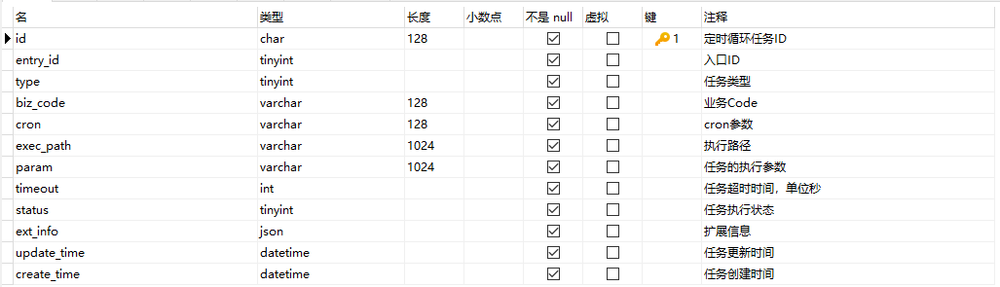 名 类型 长度 小数点 不是 null 虚拟 键 注释
id char 128 1 定时循环任务ID
entry_id tinyint 入口ID
type tinyint 任务类型
biz_code varchar 128 业务Code
cron varchar 128 cron参数
exec_path varchar 1024 执行路径
param varchar 1024 任务的执行参数
timeout int 任务超时时间，单位秒
status tinyint 任务执行状态
ext_info json 扩展信息
update_time datetime 任务更新时间
create_time datetime 任务创建时间